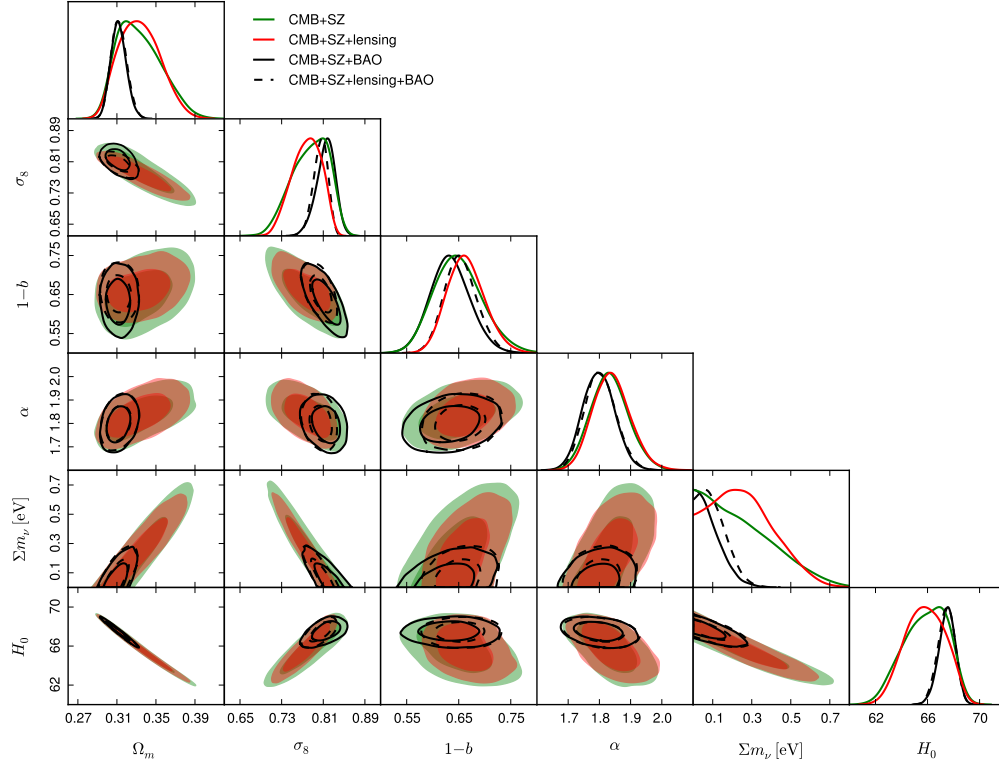 CMB+SZ
CMB+SZ+lensing
CMB+SZ+BAO
CMB+SZ+lensing+BAO
σ₈
0.89
0.81
0.73
0.65
1−b
0.75
0.65
0.55
α
2.0
1.9
1.8
1.7
Σmν [eV]
0.7
0.5
0.3
0.1
H₀
70
66
62
0.27 0.31 0.35 0.39
0.65 0.73 0.81 0.89
0.55 0.65 0.75
1.7 1.8 1.9 2.0
0.1 0.3 0.5 0.7
62 66 70
Ωm σ₈ 1−b α Σmν [eV] H₀